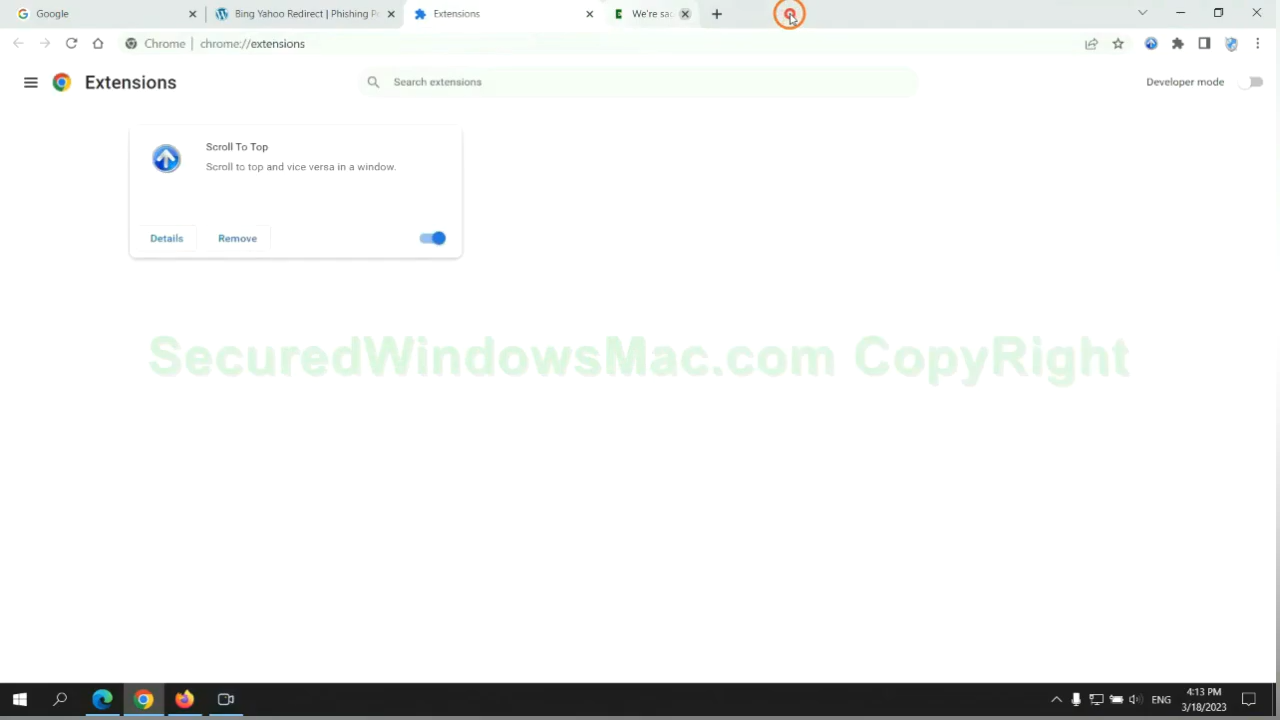 Google
Bing Yahoo Redirect | Phishing P
Extensions
We're sa
Chrome | chrome://extensions
Extensions
Search extensions
Developer mode
Scroll To Top
Scroll to top and vice versa in a window.
Details
Remove
SecuredWindowsMac.com CopyRight
ENG
4:13 PM
3/18/2023